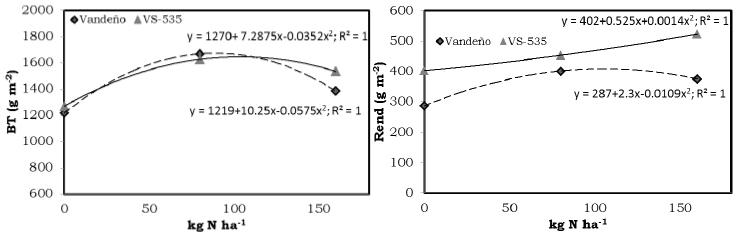 2000
1800
1600
1400
1200
1000
800
600
BT (g m-2)
Vandeño VS-535
y = 1270+ 7.2875x-0.0352x²; R² = 1
y = 1219+10.25x-0.0575x²; R² = 1
0 50 100 150
kg N ha-1
600
500
400
300
200
100
0
Rend (g m-2)
Vandeño VS-535
y = 402+0.525x+0.0014x²; R² = 1
y = 287+2.3x-0.0109x²; R² = 1
0 50 100 150
kg N ha-1